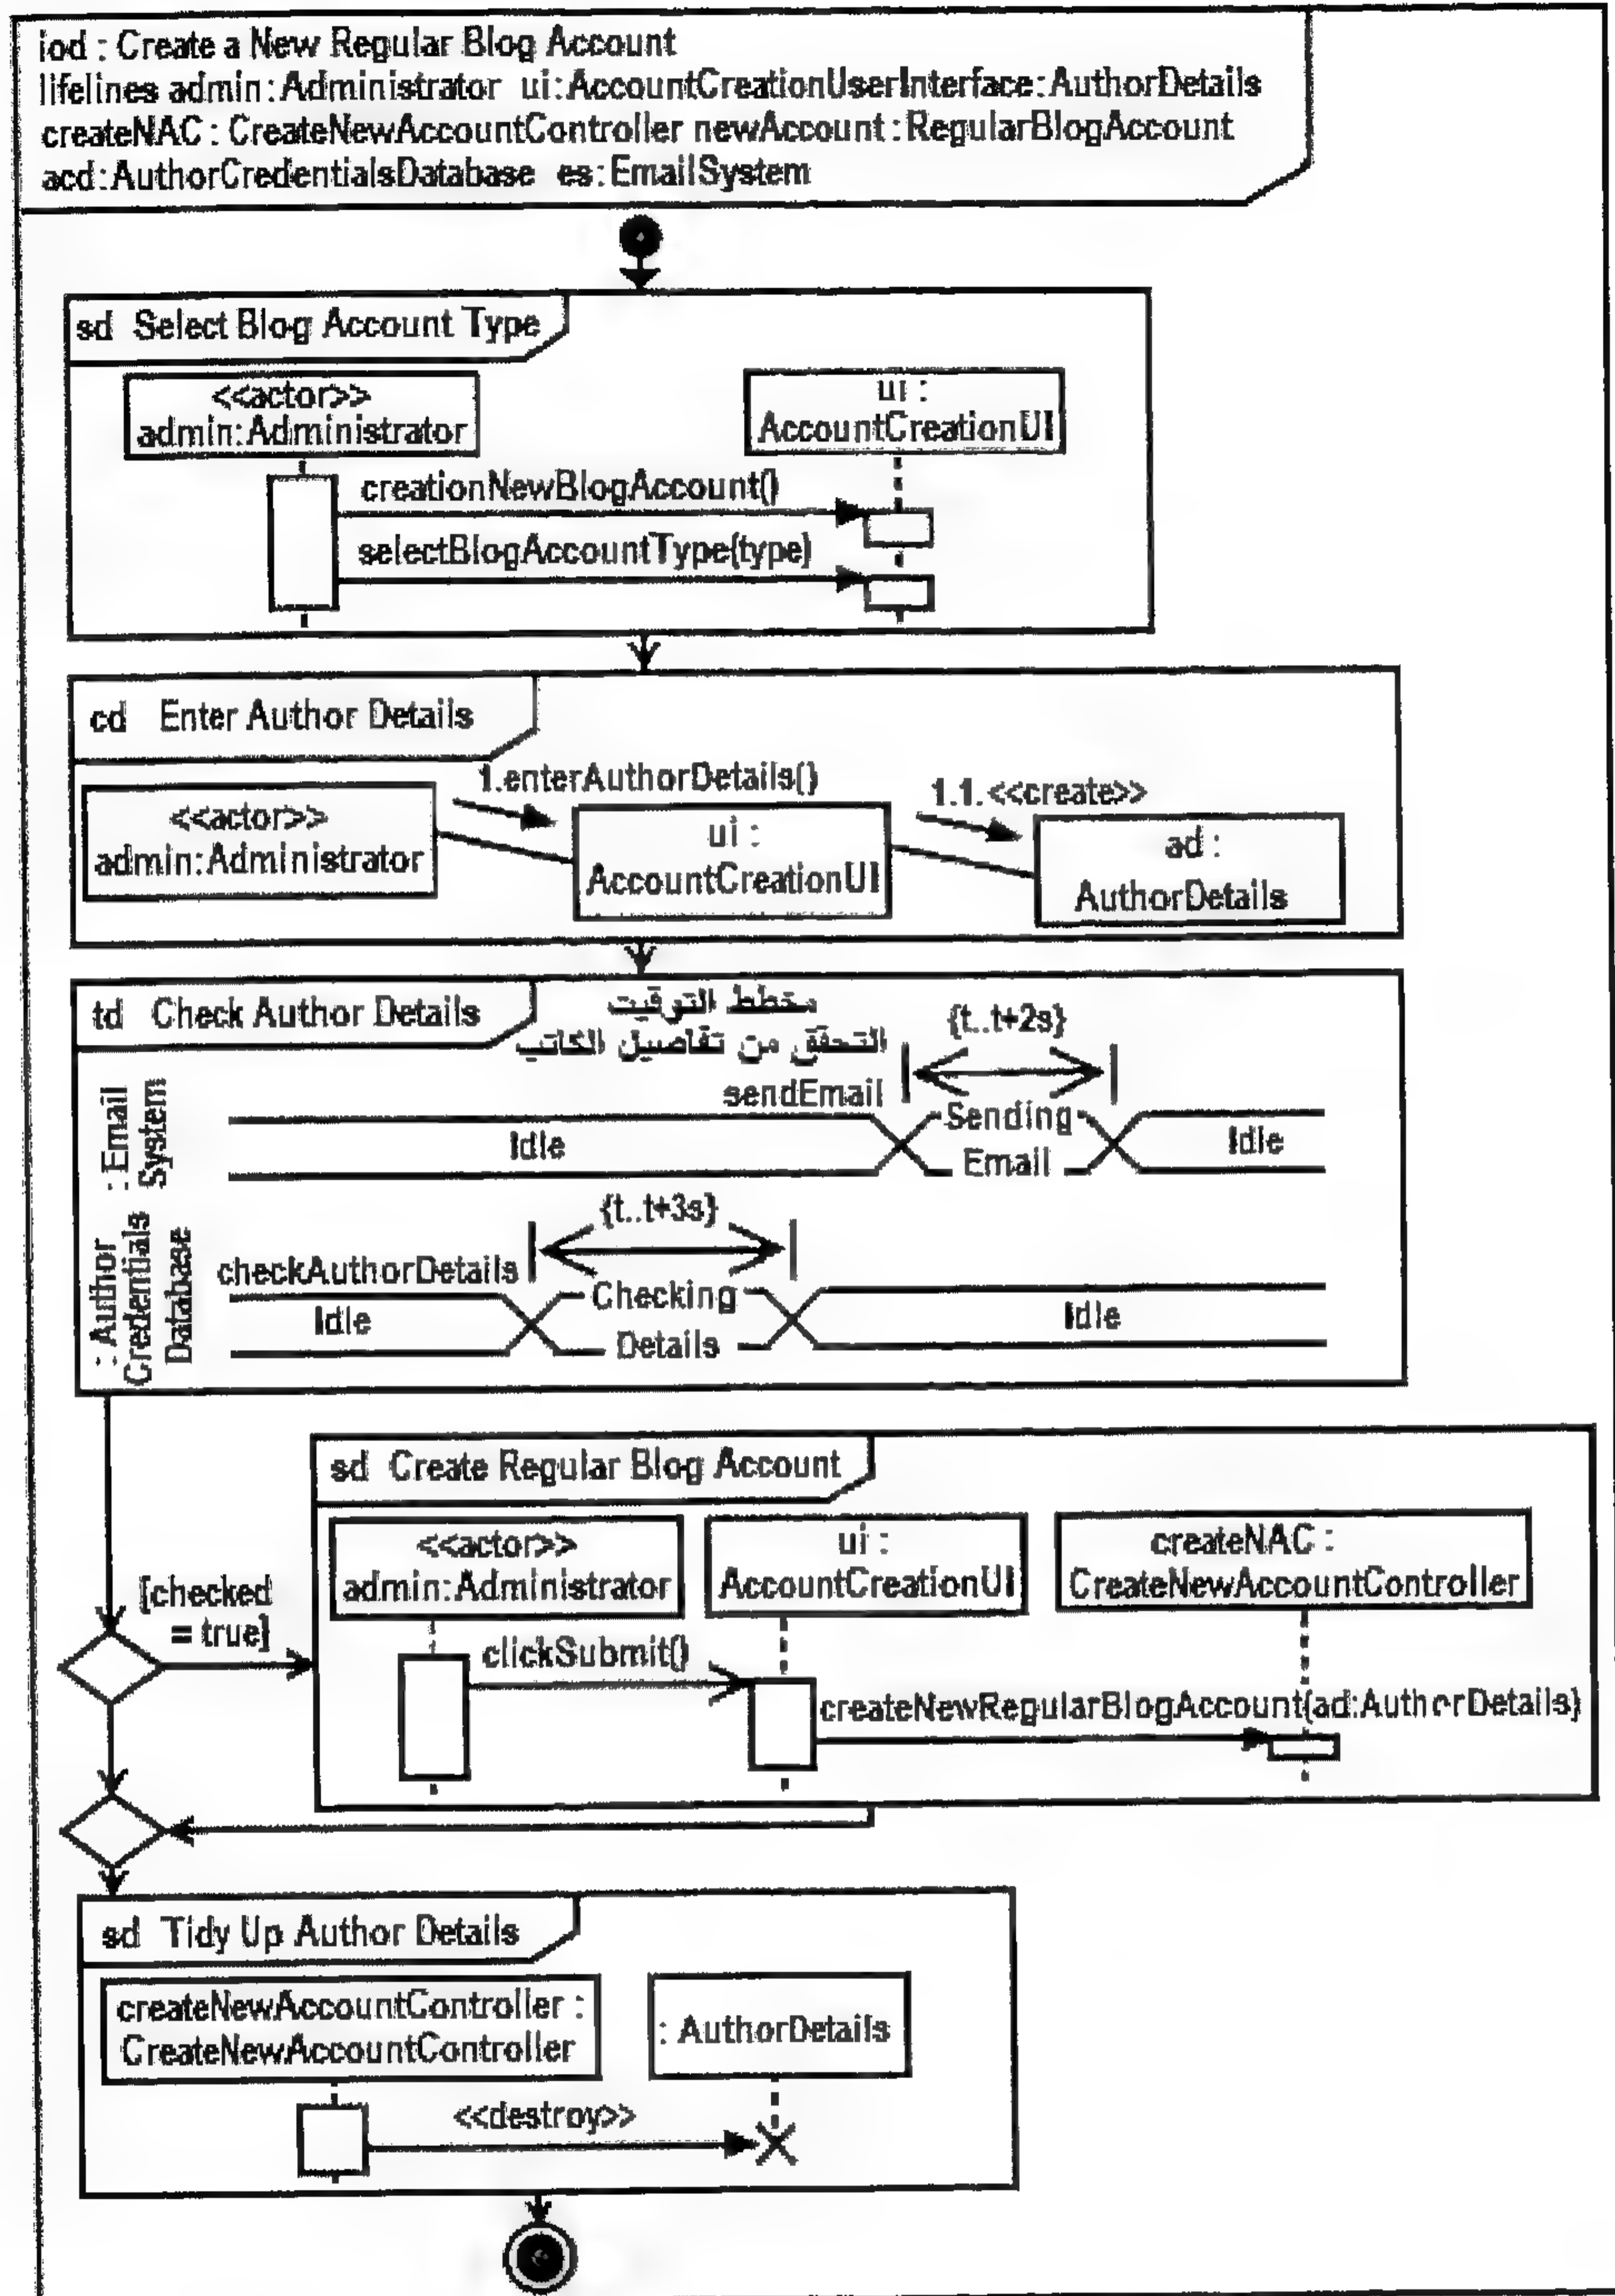 iod : Create a New Regular Blog Account
lifelines admin:Administrator ui:AccountCreationUserInterface:AuthorDetails
createNAC : CreateNewAccountController newAccount:RegularBlogAccount
acd:AuthorCredentialsDatabase es:EmailSystem
sd Select Blog Account Type
<<actor>>
admin:Administrator
ui :
AccountCreationUI
creationNewBlogAccount()
selectBlogAccountType(type)
cd Enter Author Details
1.enterAuthorDetails()
1.1.<<create>>
<<actor>>
admin:Administrator
ui :
AccountCreationUI
ad :
AuthorDetails
td Check Author Details
مخطط التوقيت
التحقق من تفاصيل الكاتب
{t..t+2s}
sendEmail
: Email
System
Idle
Sending
Email
Idle
{t..t+3s}
checkAuthorDetails
: Author
Credentials
Database
Idle
Checking
Details
Idle
sd Create Regular Blog Account
<<actor>>
admin:Administrator
ui :
AccountCreationUI
createNAC :
CreateNewAccountController
[checked
= true]
clickSubmit()
createNewRegularBlogAccount(ad:AuthorDetails)
sd Tidy Up Author Details
createNewAccountController :
CreateNewAccountController
: AuthorDetails
<<destroy>>